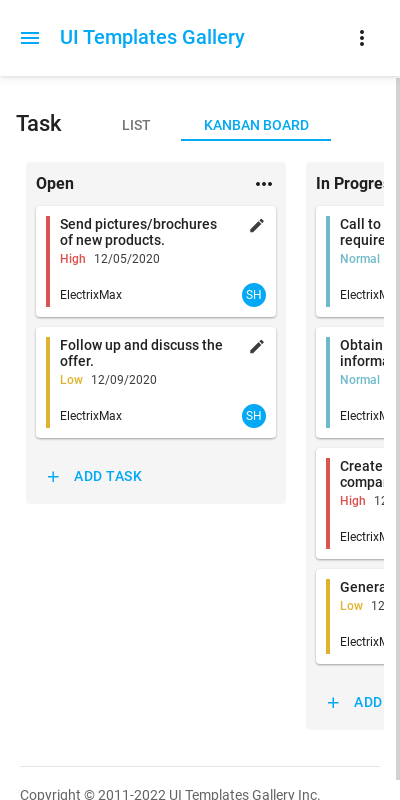 UI Templates Gallery
Task
LIST
KANBAN BOARD
Open
Send pictures/brochures
of new products.
High 12/05/2020
ElectrixMax
SH
Follow up and discuss the
offer.
Low 12/09/2020
ElectrixMax
SH
ADD TASK
In Progre
Call to
require
Normal
ElectrixM
Obtain
informa
Normal
ElectrixM
Create
compa
High 12
ElectrixM
Genera
Low 12
ElectrixM
ADD
Copyright © 2011-2022 UI Templates Gallery Inc.